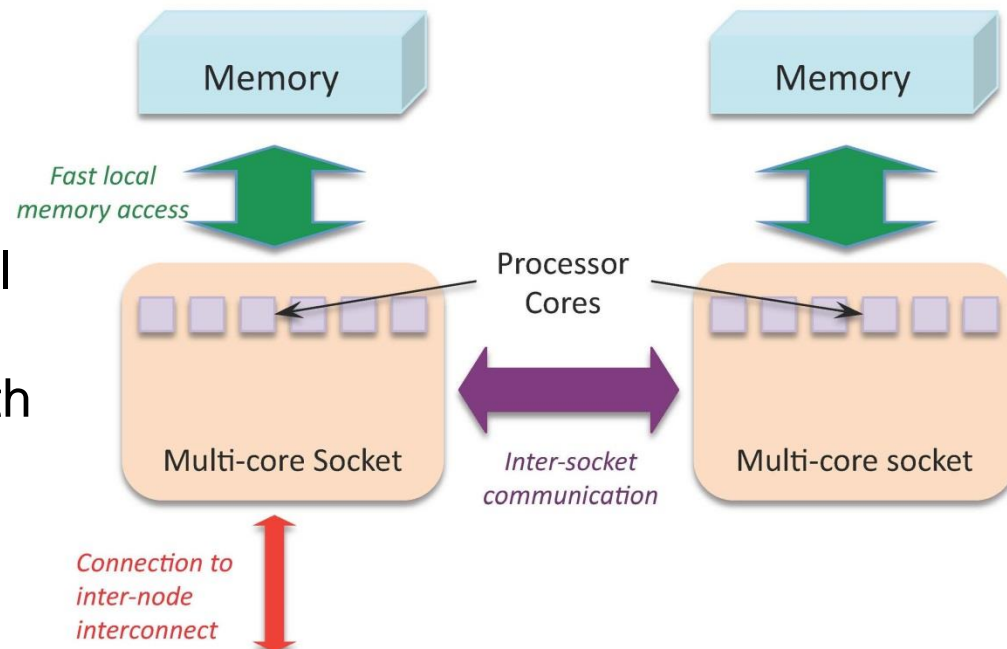 Memory
Memory
Fast local
memory access
l
Processor
Cores
th
Multi-core Socket
Inter-socket
communication
Multi-core socket
Connection to
inter-node
interconnect